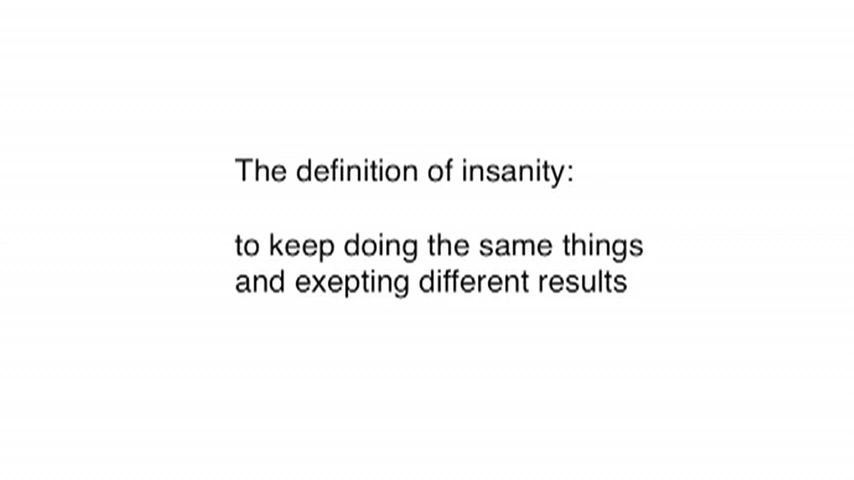 The definition of insanity:
to keep doing the same things
and exepting different results